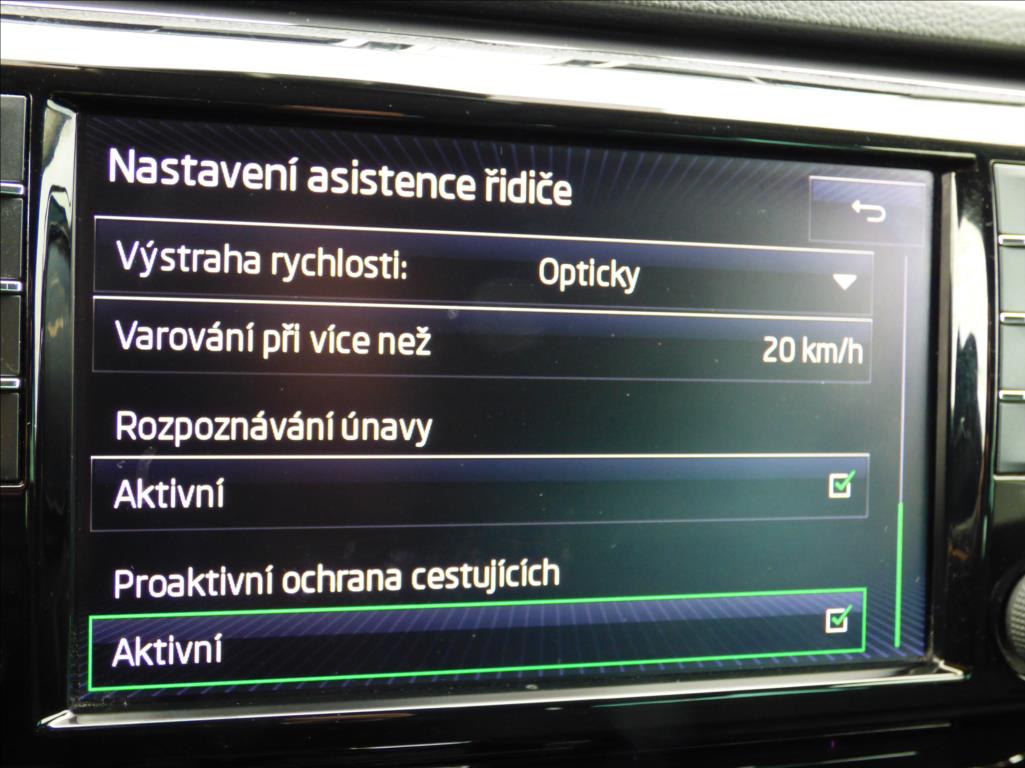 Nastavení asistence řidiče
Výstraha rychlosti: Opticky
Varování při více než 20 km/h
Rozpoznávání únavy
Aktivní
Proaktivní ochrana cestujících
Aktivní